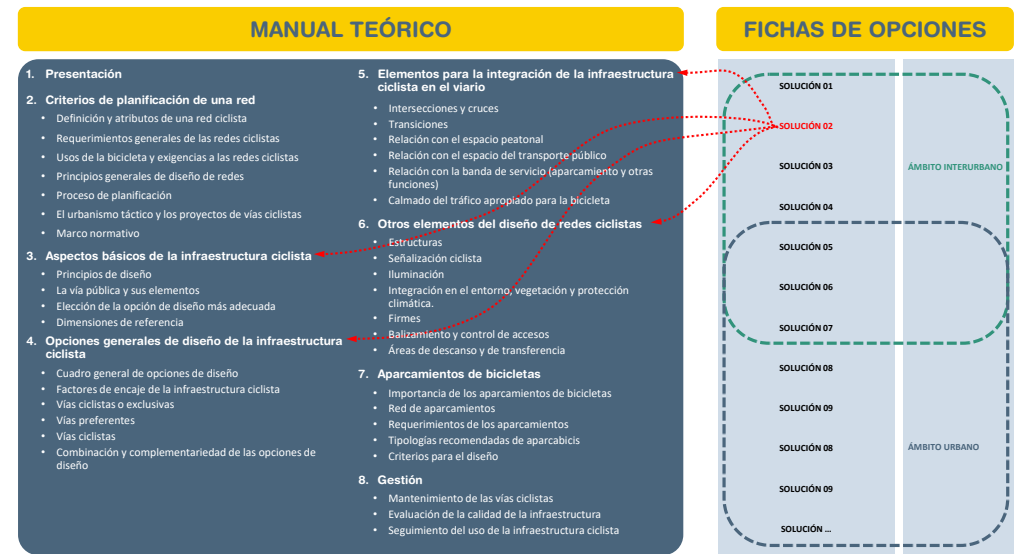 MANUAL TEÓRICO
1. Presentación
2. Criterios de planificación de una red
• Definición y atributos de una red ciclista
• Requerimientos generales de las redes ciclistas
• Usos de la bicicleta y exigencias a las redes ciclistas
• Principios generales de diseño de redes
• Proceso de planificación
• El urbanismo táctico y los proyectos de vías ciclistas
• Marco normativo
3. Aspectos básicos de la infraestructura ciclista
• Principios de diseño
• La vía pública y sus elementos
• Elección de la opción de diseño más adecuada
• Dimensiones de referencia
4. Opciones generales de diseño de la infraestructura
ciclista
• Cuadro general de opciones de diseño
• Factores de encaje de la infraestructura ciclista
• Vías ciclistas o exclusivas
• Vías preferentes
• Vías ciclistas
• Combinación y complementariedad de las opciones de
diseño
5. Elementos para la integración de la infraestructura
ciclista en el viario
• Intersecciones y cruces
• Transiciones
• Relación con el espacio peatonal
• Relación con el espacio del transporte público
• Relación con la banda de servicio (aparcamiento y otras
funciones)
• Calmado del tráfico apropiado para la bicicleta
6. Otros elementos del diseño de redes ciclistas
• Estructuras
• Señalización ciclista
• Iluminación
• Integración en el entorno, vegetación y protección
climática.
• Firmes
• Balizamiento y control de accesos
• Áreas de descanso y de transferencia
7. Aparcamientos de bicicletas
• Importancia de los aparcamientos de bicicletas
• Red de aparcamientos
• Requerimientos de los aparcamientos
• Tipologías recomendadas de aparcabicis
• Criterios para el diseño
8. Gestión
• Mantenimiento de las vías ciclistas
• Evaluación de la calidad de la infraestructura
• Seguimiento del uso de la infraestructura ciclista
FICHAS DE OPCIONES
SOLUCIÓN 01
SOLUCIÓN 02
SOLUCIÓN 03
ÁMBITO INTERURBANO
SOLUCIÓN 04
SOLUCIÓN 05
SOLUCIÓN 06
SOLUCIÓN 07
SOLUCIÓN 08
SOLUCIÓN 09
SOLUCIÓN 08
ÁMBITO URBANO
SOLUCIÓN 09
SOLUCIÓN ...